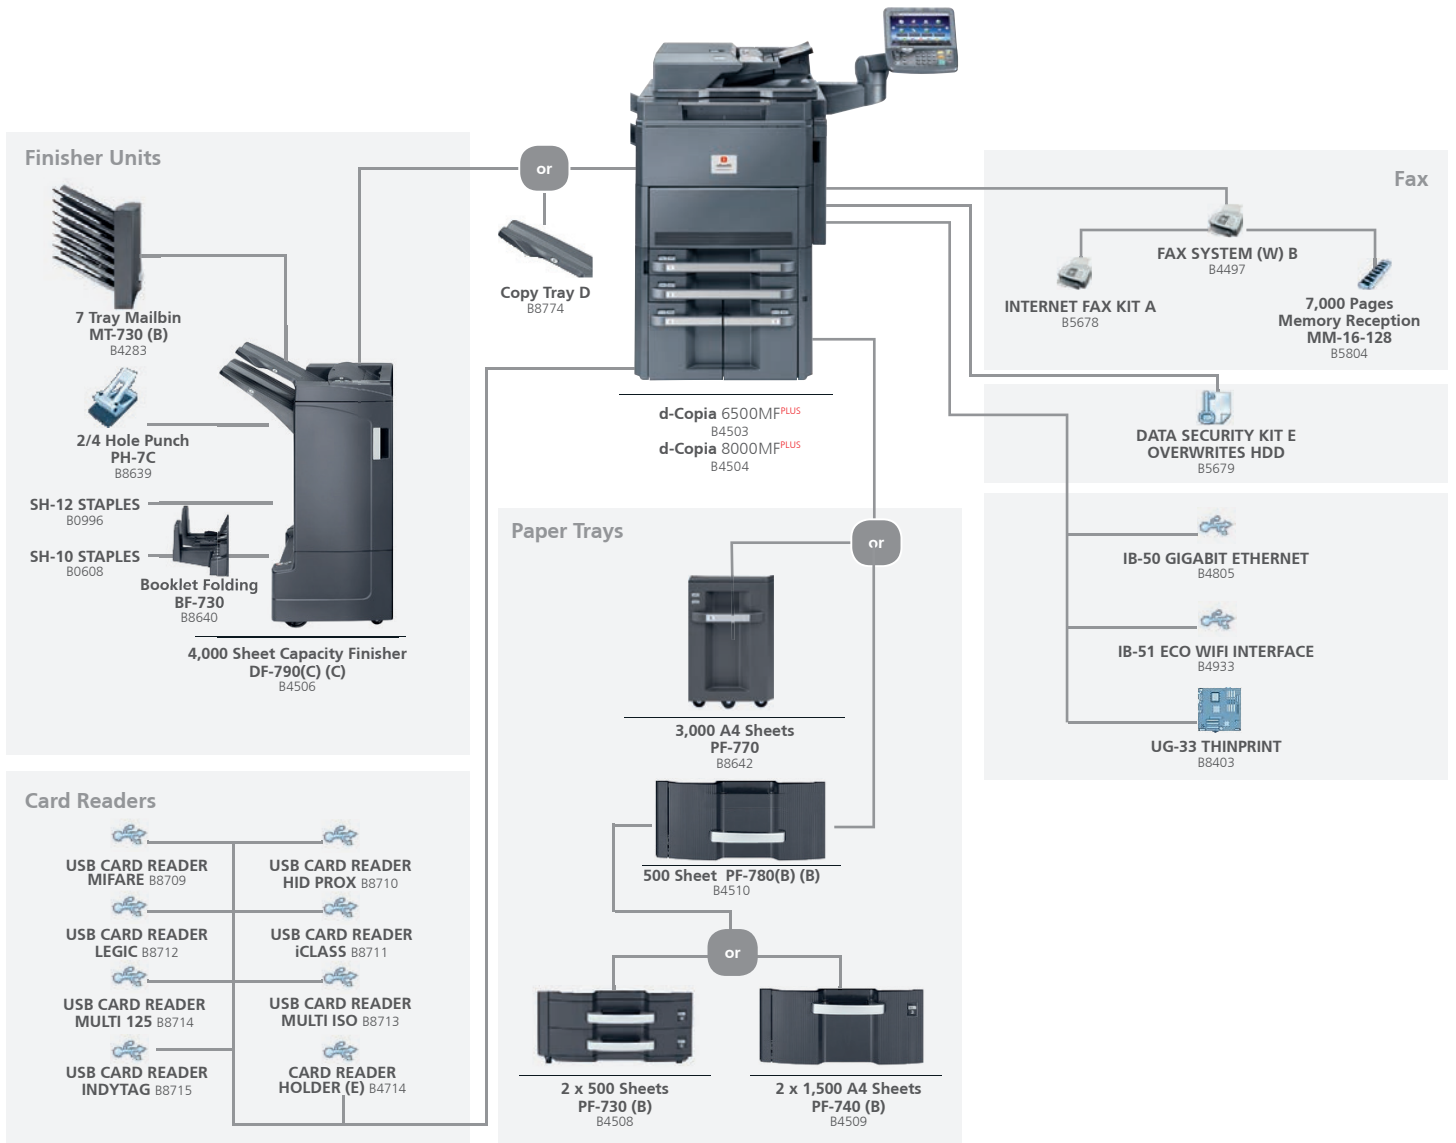 Finisher Units
7 Tray Mailbin
MT-730 (B)
B4283
2/4 Hole Punch
PH-7C
B8639
SH-12 STAPLES
B0996
SH-10 STAPLES
B0608
Booklet Folding
BF-730
B8640
4,000 Sheet Capacity Finisher
DF-790(C) (C)
B4506
or
Copy Tray D
B8774
d-Copia 6500MFPLUS
B4503
d-Copia 8000MFPLUS
B4504
Fax
FAX SYSTEM (W) B
B4497
INTERNET FAX KIT A
B5678
7,000 Pages
Memory Reception
MM-16-128
B5804
DATA SECURITY KIT E
OVERWRITES HDD
B5679
IB-50 GIGABIT ETHERNET
B4805
IB-51 ECO WIFI INTERFACE
B4933
UG-33 THINPRINT
B8403
Paper Trays
or
3,000 A4 Sheets
PF-770
B8642
500 Sheet PF-780(B) (B)
B4510
or
2 x 500 Sheets
PF-730 (B)
B4508
2 x 1,500 A4 Sheets
PF-740 (B)
B4509
Card Readers
USB CARD READER
MIFARE B8709
USB CARD READER
HID PROX B8710
USB CARD READER
LEGIC B8712
USB CARD READER
iCLASS B8711
USB CARD READER
MULTI 125 B8714
USB CARD READER
MULTI ISO B8713
USB CARD READER
INDYTAG B8715
CARD READER
HOLDER (E) B4714